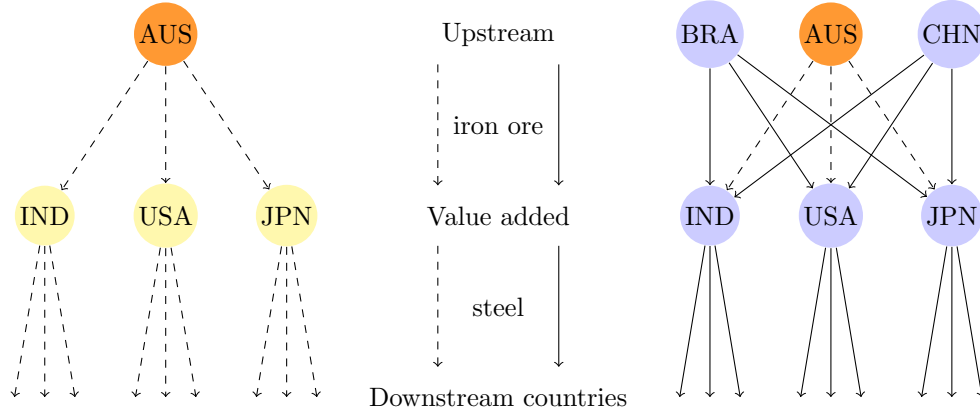 AUS
Upstream
BRA
AUS
CHN
iron ore
IND
USA
JPN
Value added
IND
USA
JPN
steel
Downstream countries